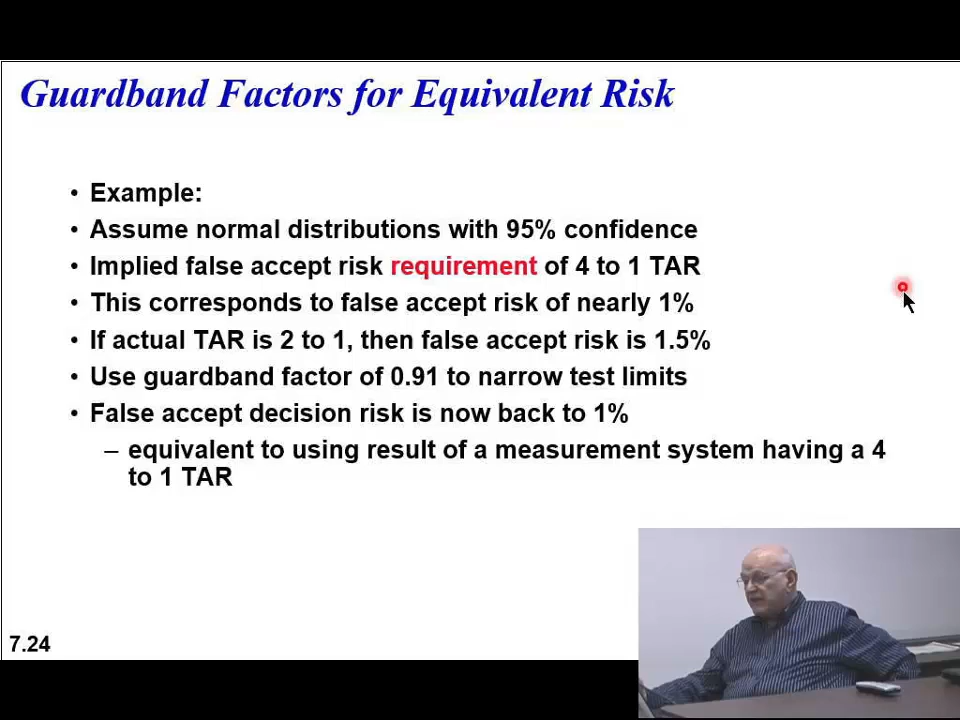 Guardband Factors for Equivalent Risk
• Example:
• Assume normal distributions with 95% confidence
• Implied false accept risk requirement of 4 to 1 TAR
• This corresponds to false accept risk of nearly 1%
• If actual TAR is 2 to 1, then false accept risk is 1.5%
• Use guardband factor of 0.91 to narrow test limits
• False accept decision risk is now back to 1%
– equivalent to using result of a measurement system having a 4
to 1 TAR
7.24